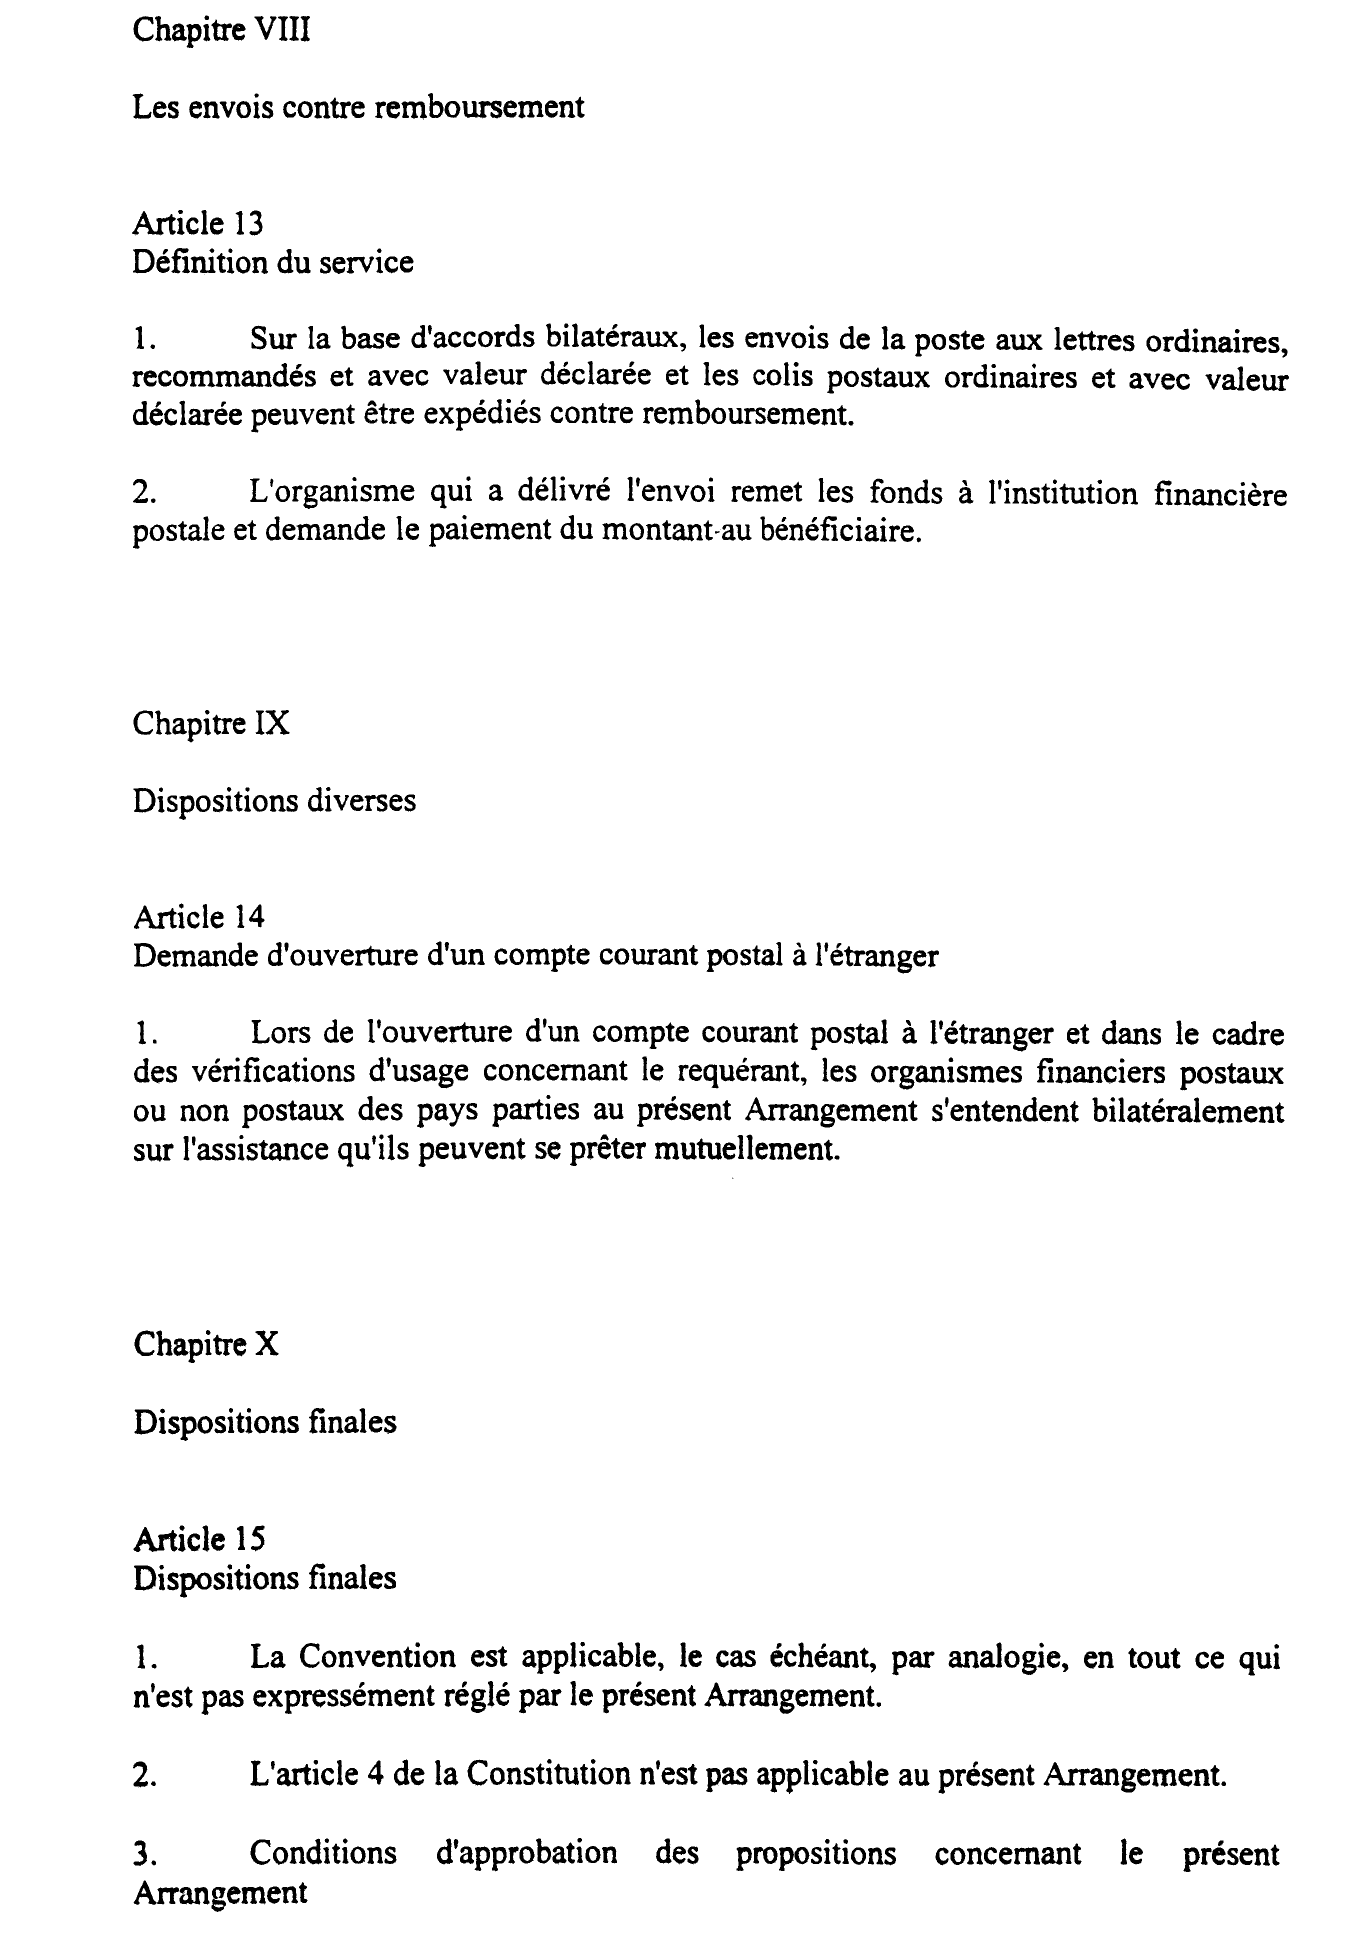 Chapitre VIII
Les envois contre remboursement
Article 13
Définition du service
1. Sur la base d'accords bilatéraux, les envois de la poste aux lettres ordinaires,
recommandés et avec valeur déclarée et les colis postaux ordinaires et avec valeur
déclarée peuvent être expédiés contre remboursement.
2. L'organisme qui a délivré l'envoi remet les fonds à l'institution financière
postale et demande le paiement du montant au bénéficiaire.
Chapitre IX
Dispositions diverses
Article 14
Demande d'ouverture d'un compte courant postal à l'étranger
1. Lors de l'ouverture d'un compte courant postal à l'étranger et dans le cadre
des vérifications d'usage concernant le requérant, les organismes financiers postaux
ou non postaux des pays parties au présent Arrangement s'entendent bilatéralement
sur l'assistance qu'ils peuvent se prêter mutuellement.
Chapitre X
Dispositions finales
Article 15
Dispositions finales
1. La Convention est applicable, le cas échéant, par analogie, en tout ce qui
n'est pas expressément réglé par le présent Arrangement.
2. L'article 4 de la Constitution n'est pas applicable au présent Arrangement.
3. Conditions d'approbation des propositions concernant le présent
Arrangement